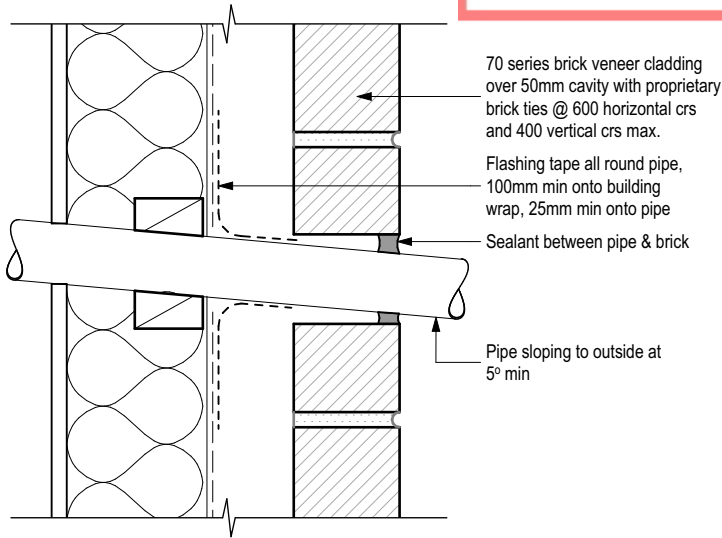 70 series brick veneer cladding
over 50mm cavity with proprietary
brick ties @ 600 horizontal crs
and 400 vertical crs max.
Flashing tape all round pipe,
100mm min onto building
wrap, 25mm min onto pipe
Sealant between pipe & brick
Pipe sloping to outside at
5º min